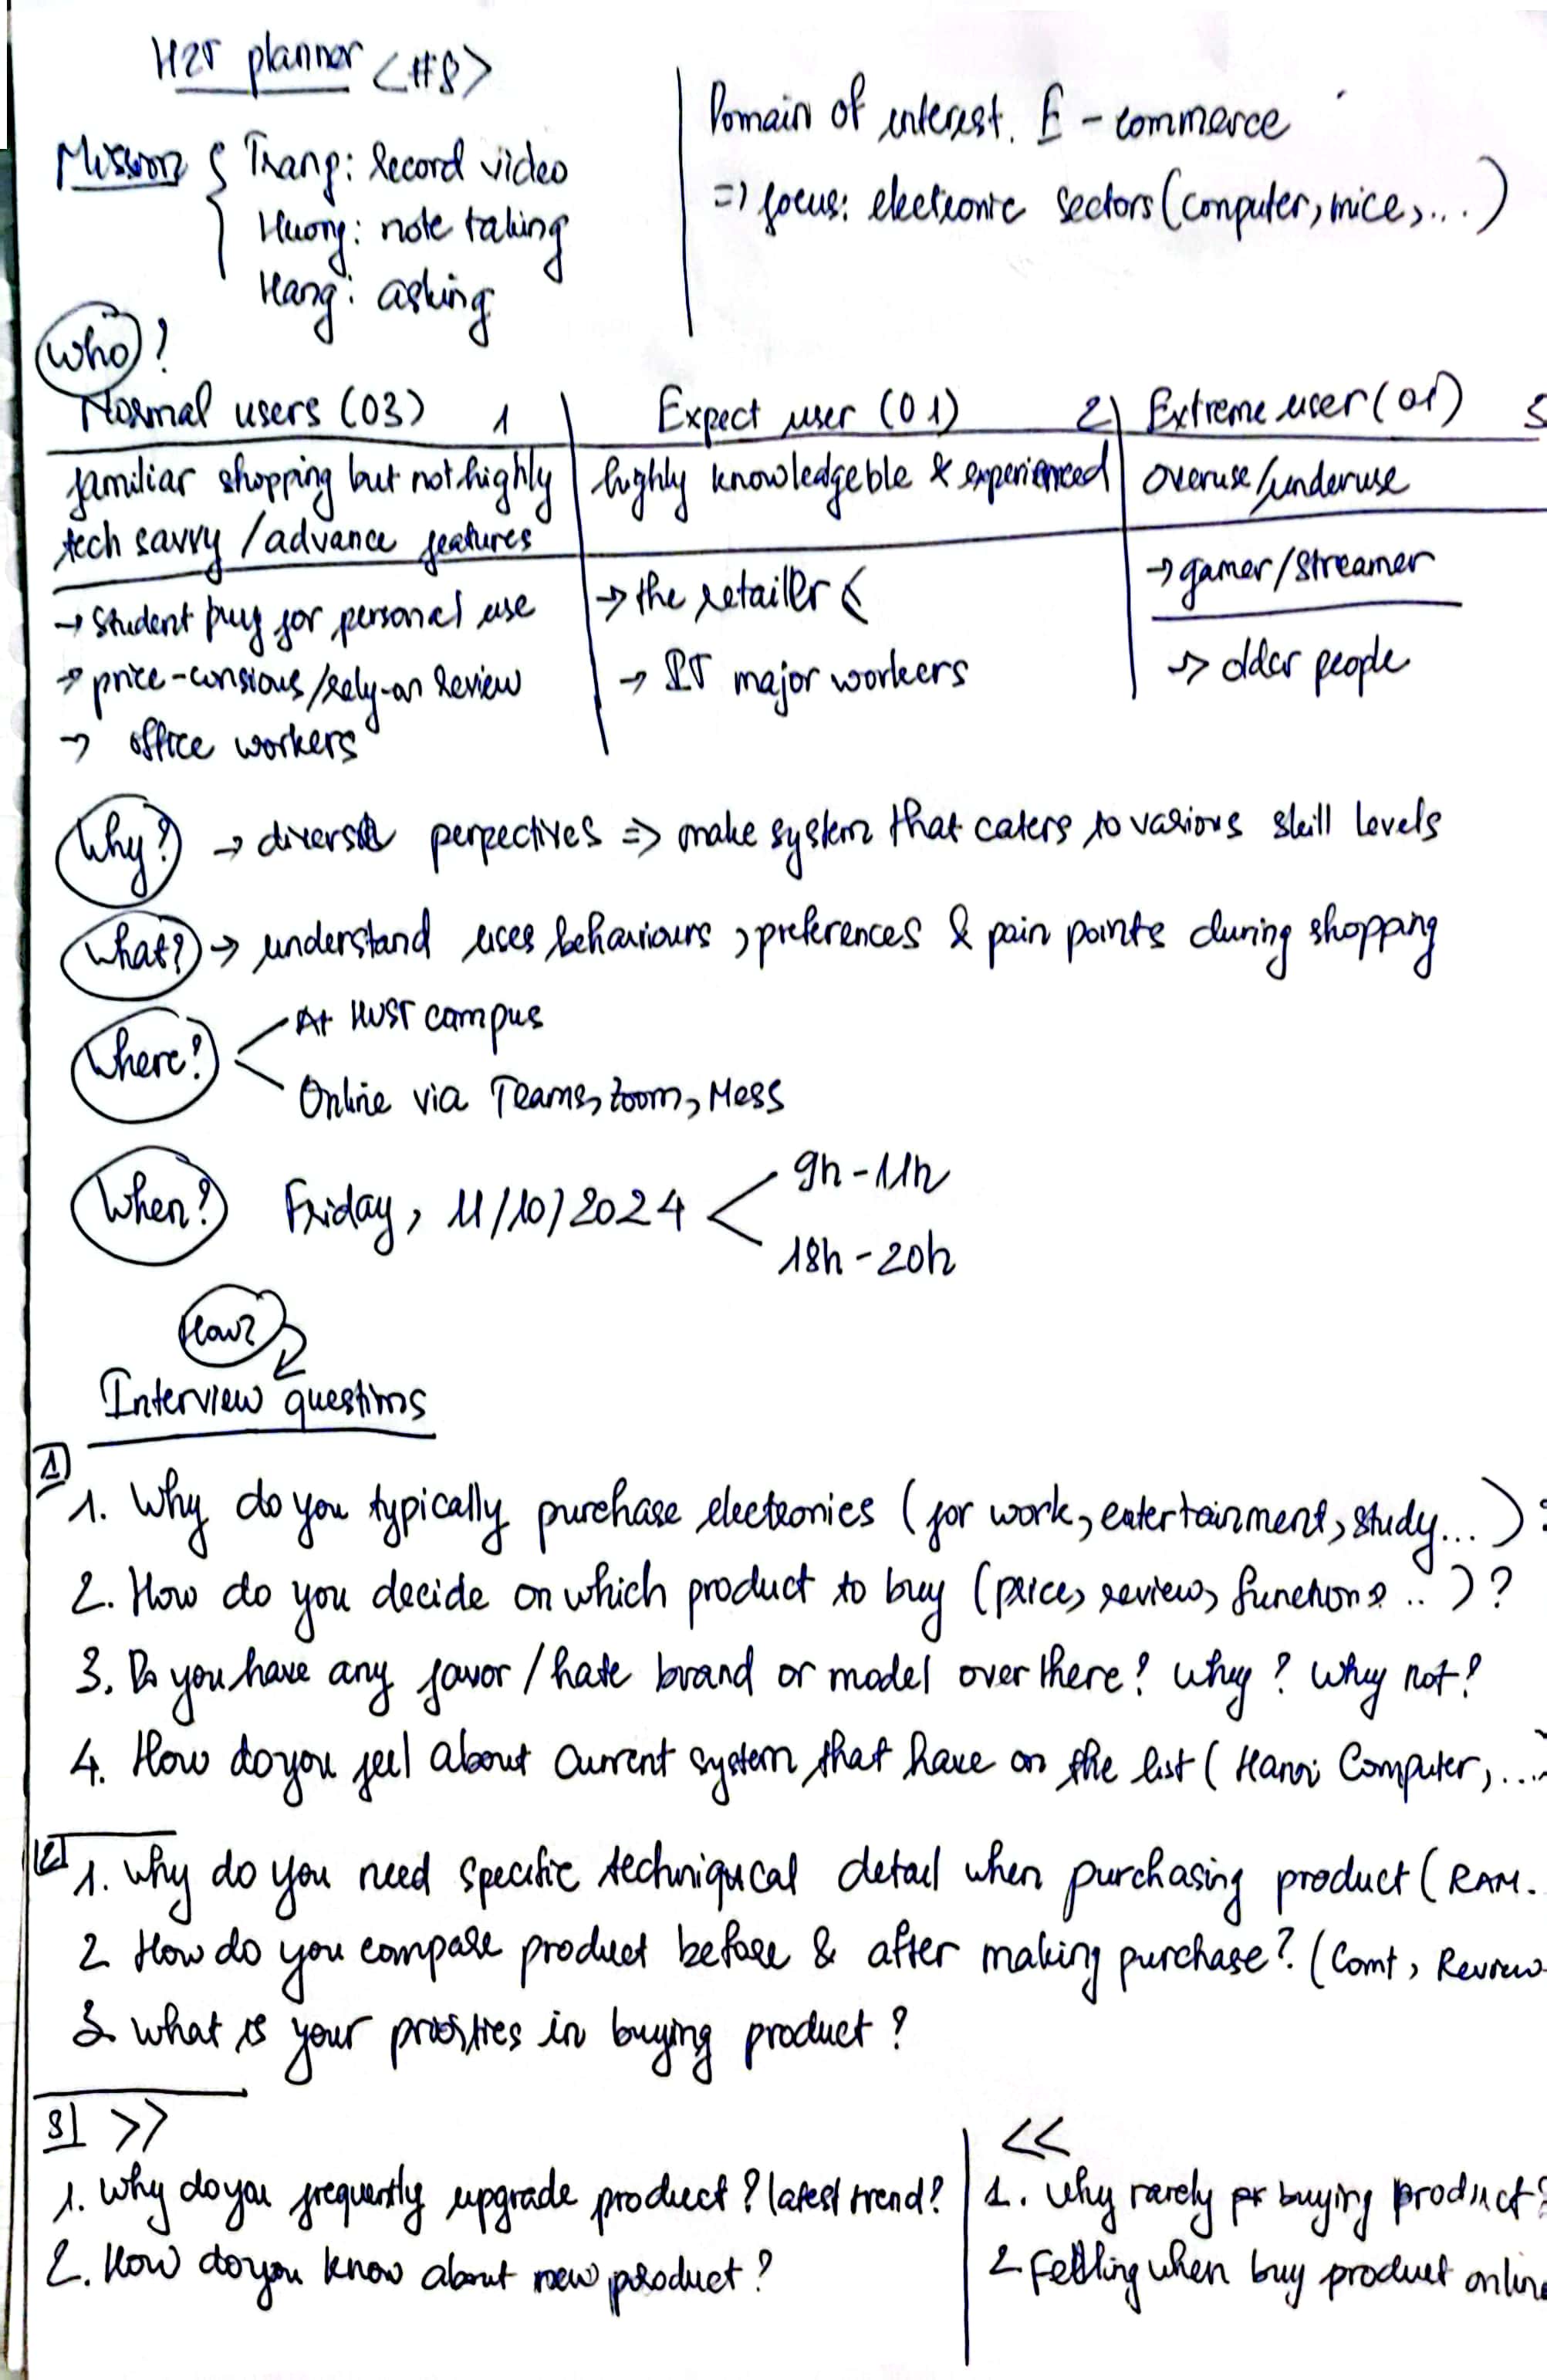 H2T planner <#8>
Mission { Trang: Record video
Huong: note taking
Hang: asking
Domain of interest. E - commerce
=> focus: electronic sectors (computer, mice, ...)
Who?
Normal users (03) 1
Expect user (01) 2
Extreme user (01) 3
familiar shopping but not highly
tech savvy / advance features
highly knowledgeble & experienced
overuse/underuse
→ Student buy for personal use
→ price-consious/rely-on review
→ office workers
→ the retailer <
→ IT major workers
→ gamer/Streamer
→ older people
Why? → diverse perpectives => make system that caters to various skill levels
What? → understand uses behaviours, preferences & pain points during shopping
Where? At HUST campus
Online via Teams, zoom, Mess
When? Friday, 11/10/2024 < 9h - 11h
18h - 20h
How?
Interview questions
1
1. Why do you typically purchase electronics (for work, entertainment, study...)?
2. How do you decide on which product to buy (price, review, functions ..)?
3. Do you have any favor / hate brand or model over there? Why? Why not?
4. How do you feel about current system that have on the list (Hanoi Computer, ...
2
1. Why do you need specific techniqucal detail when purchasing product (RAM.
2 How do you compare product before & after making purchase? (Comt, Review
3. What is your priorities in buying product?
3 >>
1. Why do you frequently upgrade product? latest trend?
2. How do you know about new product?
<<
1. Why rarely buying product?
2 Felling when buy product online